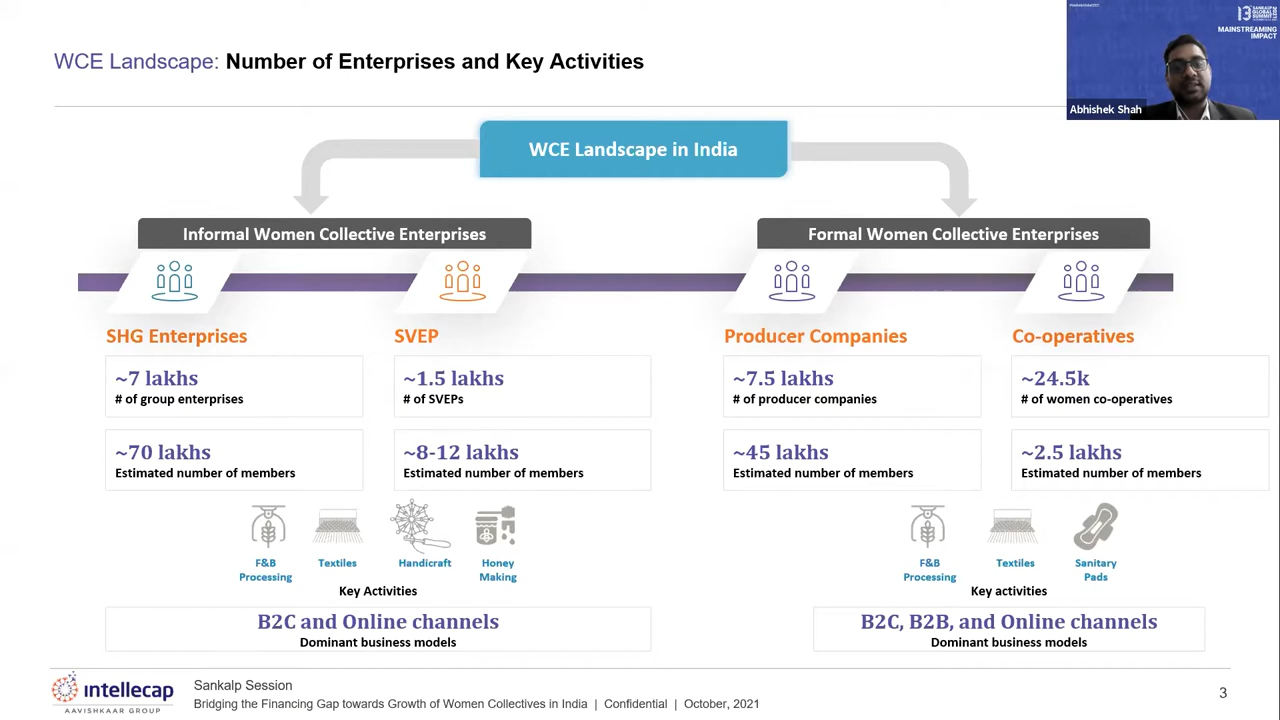 WCE Landscape: Number of Enterprises and Key Activities
13 SANKALP GLOBAL SUMMIT
MAINSTREAMING
IMPACT
Abhishek Shah
WCE Landscape in India
Informal Women Collective Enterprises
Formal Women Collective Enterprises
SHG Enterprises
~7 lakhs
# of group enterprises
~70 lakhs
Estimated number of members
SVEP
~1.5 lakhs
# of SVEPs
~8-12 lakhs
Estimated number of members
Producer Companies
~7.5 lakhs
# of producer companies
~45 lakhs
Estimated number of members
Co-operatives
~24.5k
# of women co-operatives
~2.5 lakhs
Estimated number of members
F&B
Processing
Textiles
Handicraft
Honey
Making
Key Activities
B2C and Online channels
Dominant business models
F&B
Processing
Textiles
Sanitary
Pads
Key activities
B2C, B2B, and Online channels
Dominant business models
intellecap
AAVISHKAAR GROUP
Sankalp Session
Bridging the Financing Gap towards Growth of Women Collectives in India | Confidential | October, 2021
3